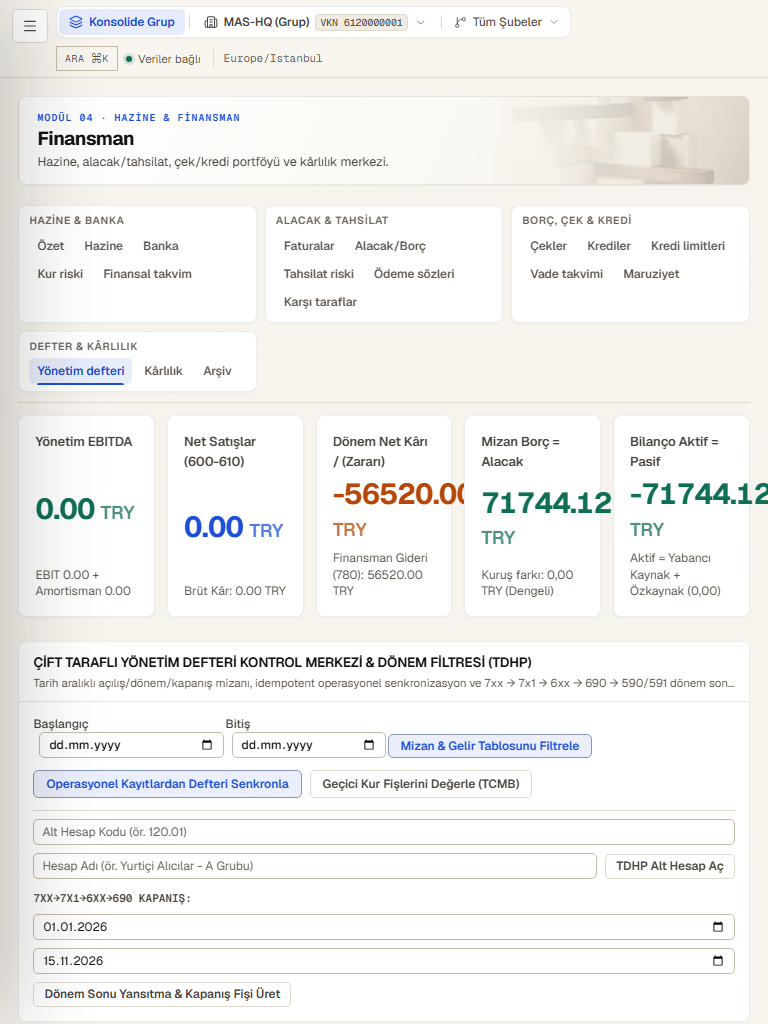 Konsolide Grup
MAS-HQ (Grup) VKN 6120000001
Tüm Şubeler
ARA ⌘K
Veriler bağlı
Europe/Istanbul
MODÜL 04 · HAZİNE & FİNANSMAN
Finansman
Hazine, alacak/tahsilat, çek/kredi portföyü ve kârlılık merkezi.
HAZİNE & BANKA
Özet Hazine Banka
Kur riski Finansal takvim
ALACAK & TAHSİLAT
Faturalar Alacak/Borç
Tahsilat riski Ödeme sözleri
Karşı taraflar
BORÇ, ÇEK & KREDİ
Çekler Krediler Kredi limitleri
Vade takvimi Maruziyet
DEFTER & KÂRLILIK
Yönetim defteri Kârlılık Arşiv
Yönetim EBITDA
0.00 TRY
EBIT 0.00 +
Amortisman 0.00
Net Satışlar
(600-610)
0.00 TRY
Brüt Kâr: 0.00 TRY
Dönem Net Kârı
/ (Zararı)
-56520.00
TRY
Finansman Gideri
(780): 56520.00
TRY
Mizan Borç =
Alacak
71744.12
TRY
Kuruş farkı: 0,00
TRY (Dengeli)
Bilanço Aktif =
Pasif
-71744.12
TRY
Aktif = Yabancı
Kaynak +
Özkaynak (0,00)
ÇİFT TARAFLI YÖNETİM DEFTERİ KONTROL MERKEZİ & DÖNEM FİLTRESİ (TDHP)
Tarih aralıklı açılış/dönem/kapanış mizanı, idempotent operasyonel senkronizasyon ve 7xx → 7x1 → 6xx → 690 → 590/591 dönem son...
Başlangıç Bitiş
dd.mm.yyyy dd.mm.yyyy Mizan & Gelir Tablosunu Filtrele
Operasyonel Kayıtlardan Defteri Senkronla Geçici Kur Fişlerini Değerle (TCMB)
Alt Hesap Kodu (ör. 120.01)
Hesap Adı (ör. Yurtiçi Alıcılar - A Grubu) TDHP Alt Hesap Aç
7XX→7X1→6XX→690 KAPANIŞ:
01.01.2026
15.11.2026
Dönem Sonu Yansıtma & Kapanış Fişi Üret